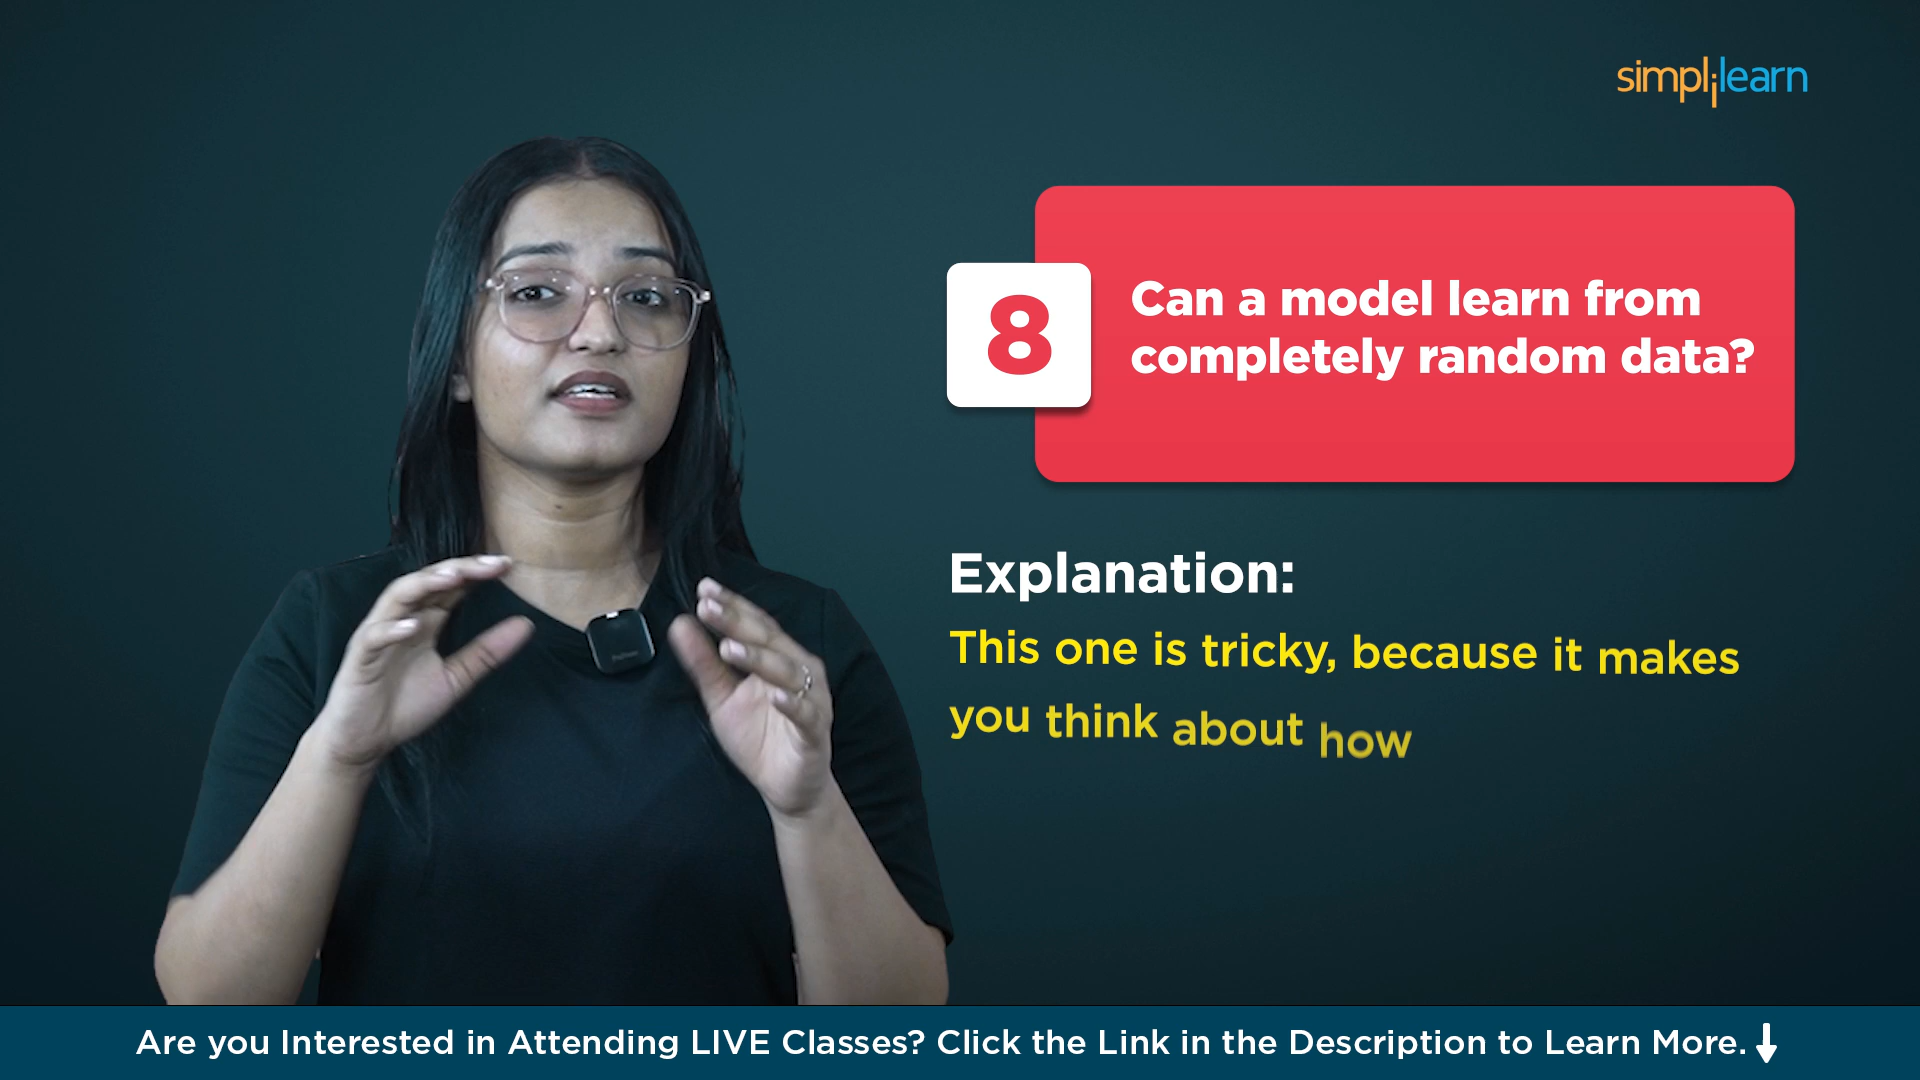 simplilearn
8
Can a model learn from
completely random data?
Explanation:
This one is tricky, because it makes
you think about how
Are you Interested in Attending LIVE Classes? Click the Link in the Description to Learn More.